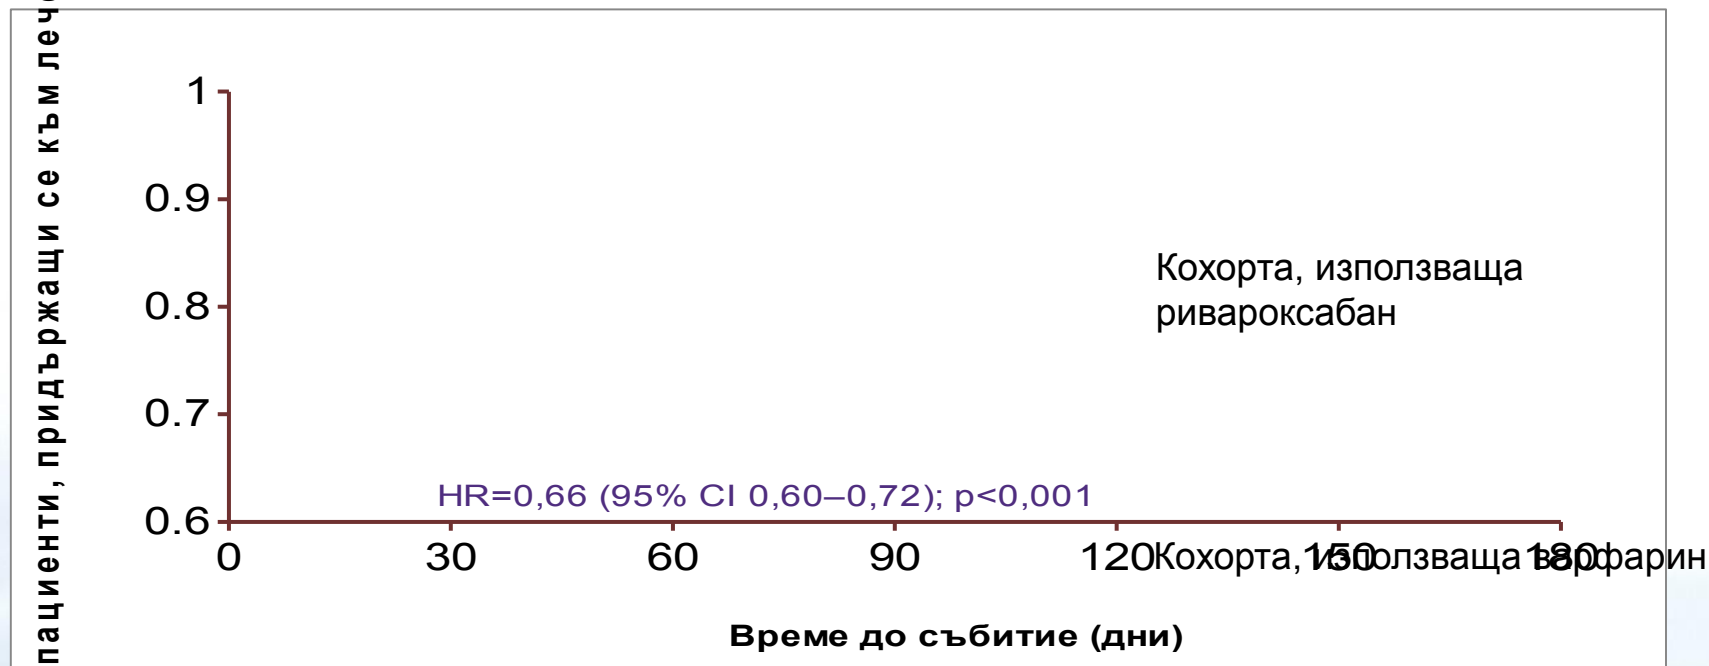 пациенти, придържащи се към
1
0.9
0.8
0.7
0.6
Кохорта, използваща
ривароксабан
HR=0,66 (95% CI 0,60–0,72); p<0,001
0 30 60 90 120 150 180
Кохорта, използваща варфарин
Време до събитие (дни)